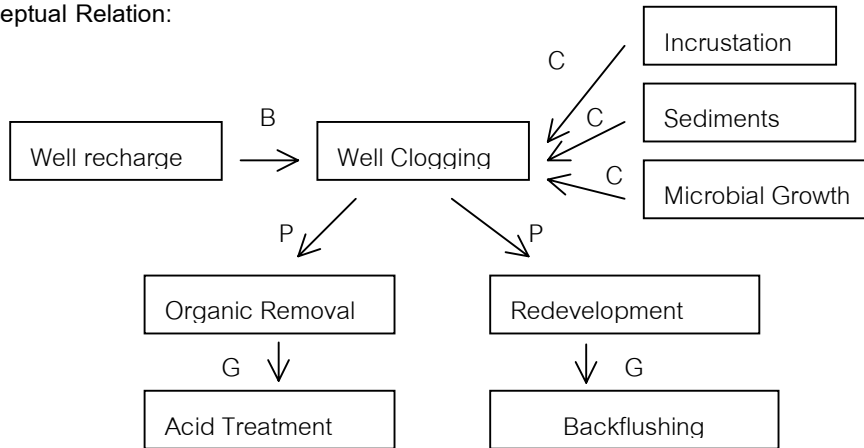 eptual Relation:
Incrustation
C
B
C
Sediments
Well recharge
Well Clogging
C
Microbial Growth
P
P
Organic Removal
Redevelopment
G
G
Acid Treatment
Backflushing